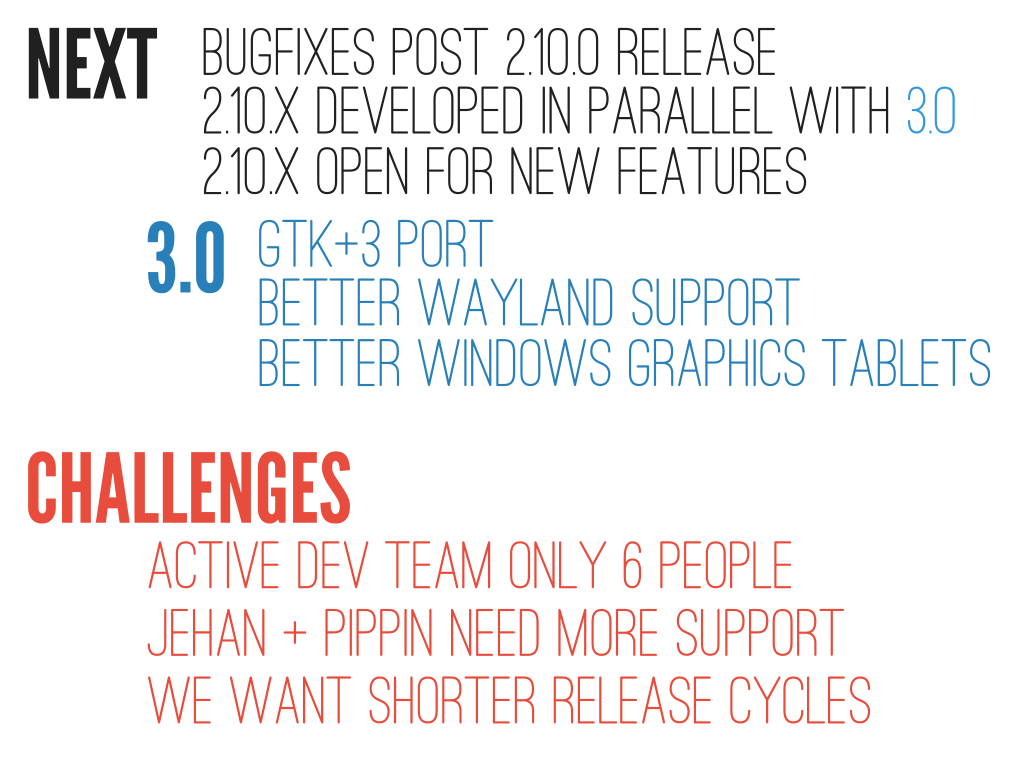 NEXT BUGFIXES POST 2.10.0 RELEASE
2.10.X DEVELOPED IN PARALLEL WITH 3.0
2.10.X OPEN FOR NEW FEATURES
3.0 GTK+3 PORT
BETTER WAYLAND SUPPORT
BETTER WINDOWS GRAPHICS TABLETS
CHALLENGES
ACTIVE DEV TEAM ONLY 6 PEOPLE
JEHAN + PIPPIN NEED MORE SUPPORT
WE WANT SHORTER RELEASE CYCLES